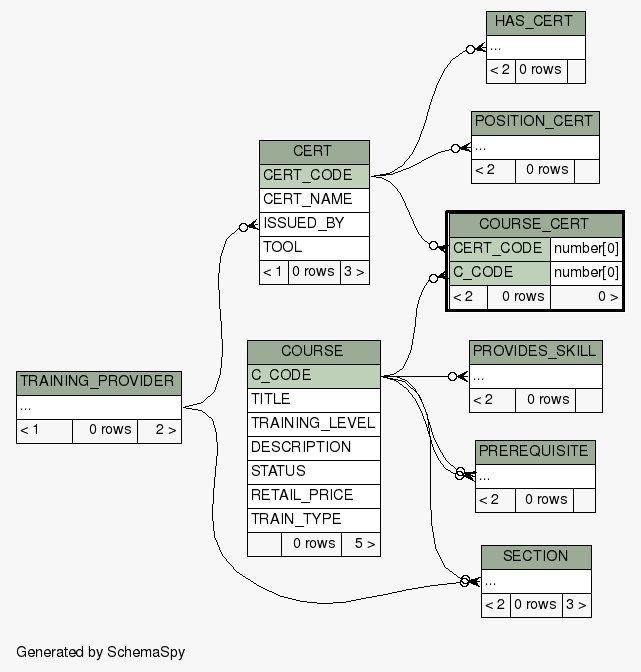 HAS_CERT
...
< 2 0 rows
POSITION_CERT
...
< 2 0 rows
CERT
CERT_CODE
CERT_NAME
ISSUED_BY
TOOL
< 1 0 rows 3 >
COURSE_CERT
CERT_CODE number[0]
C_CODE number[0]
< 2 0 rows 0 >
COURSE
C_CODE
TITLE
TRAINING_LEVEL
DESCRIPTION
STATUS
RETAIL_PRICE
TRAIN_TYPE
0 rows 5 >
TRAINING_PROVIDER
...
< 1 0 rows 2 >
PROVIDES_SKILL
...
< 2 0 rows
PREREQUISITE
...
< 2 0 rows
SECTION
...
< 2 0 rows 3 >
Generated by SchemaSpy